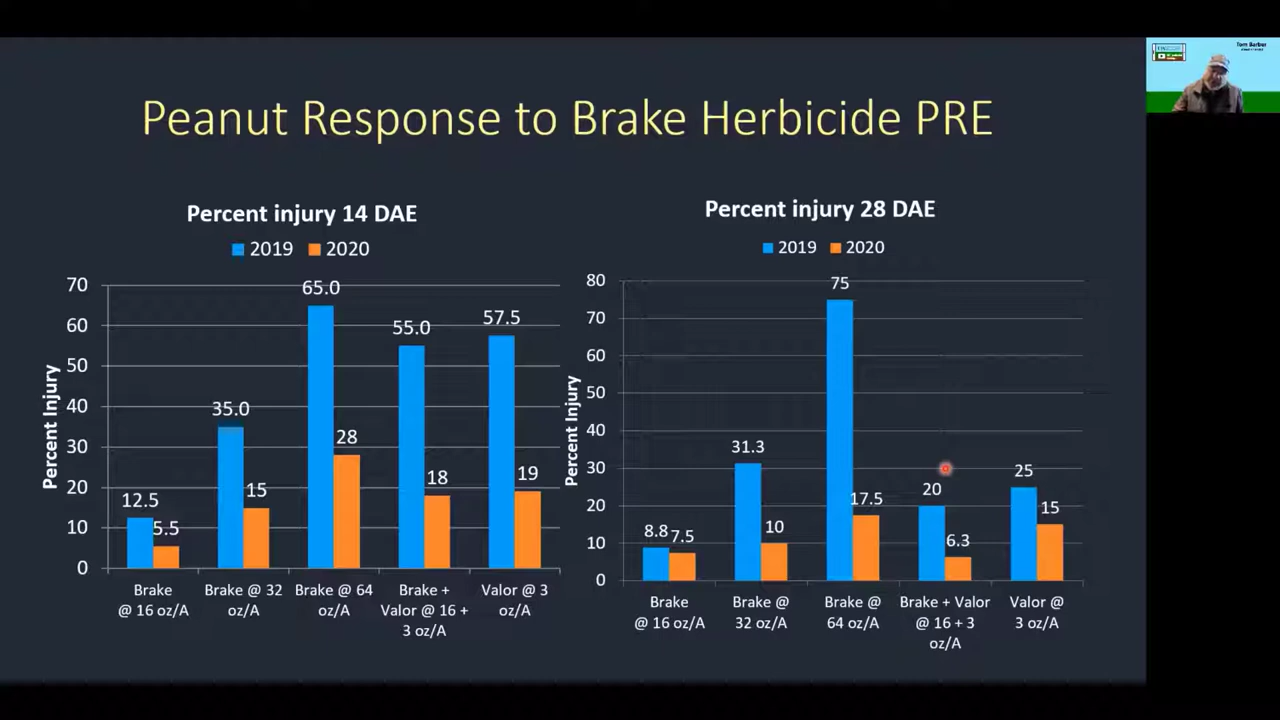 Peanut Response to Brake Herbicide PRE
Tom Barber
Percent injury 14 DAE
2019 2020
Percent Injury
70
60
50
40
30
20
10
0
12.5 5.5
35.0 15
65.0 28
55.0 18
57.5 19
Brake
@ 16 oz/A
Brake @ 32
oz/A
Brake @ 64
oz/A
Brake +
Valor @ 16 +
3 oz/A
Valor @ 3
oz/A
Percent injury 28 DAE
2019 2020
Percent Injury
80
70
60
50
40
30
20
10
0
8.8 7.5
31.3 10
75 17.5
20 6.3
25 15
Brake
@ 16 oz/A
Brake @
32 oz/A
Brake @
64 oz/A
Brake + Valor
@ 16 + 3
oz/A
Valor @
3 oz/A